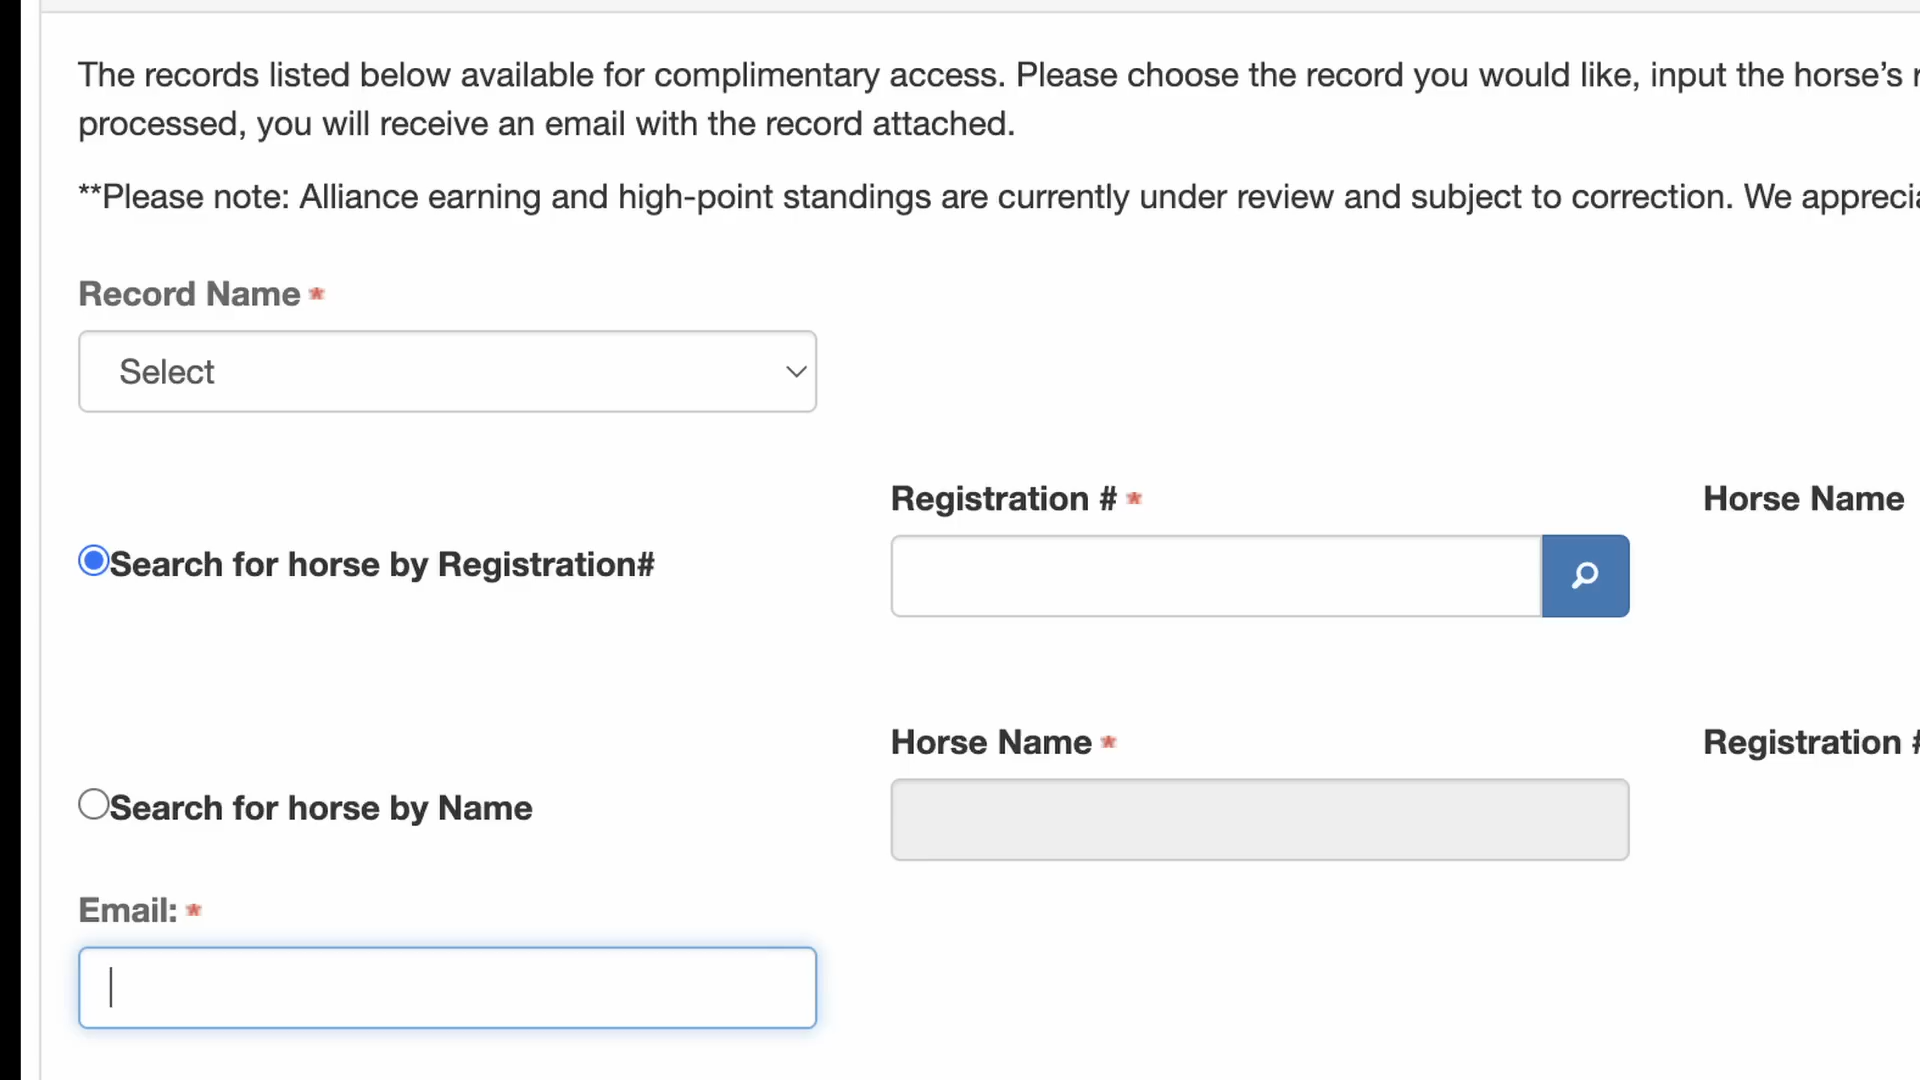 The records listed below available for complimentary access. Please choose the record you would like, input the horse's
processed, you will receive an email with the record attached.
**Please note: Alliance earning and high-point standings are currently under review and subject to correction. We
Record Name *
Select
Registration # *
Horse Name
Search for horse by Registration#
Horse Name *
Registration #
Search for horse by Name
Email: *